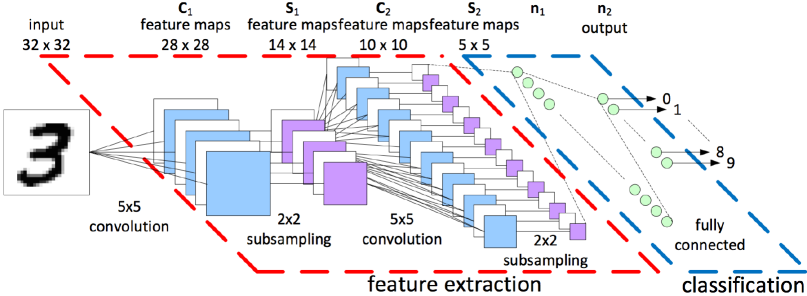 input
32 x 32
C1
feature maps
28 x 28
S1
feature maps
14 x 14
C2
feature maps
10 x 10
S2
feature maps
5 x 5
n1
n2
output
3
0
1
8
9
5x5
convolution
2x2
subsampling
5x5
convolution
2x2
subsampling
fully
connected
feature extraction
classification